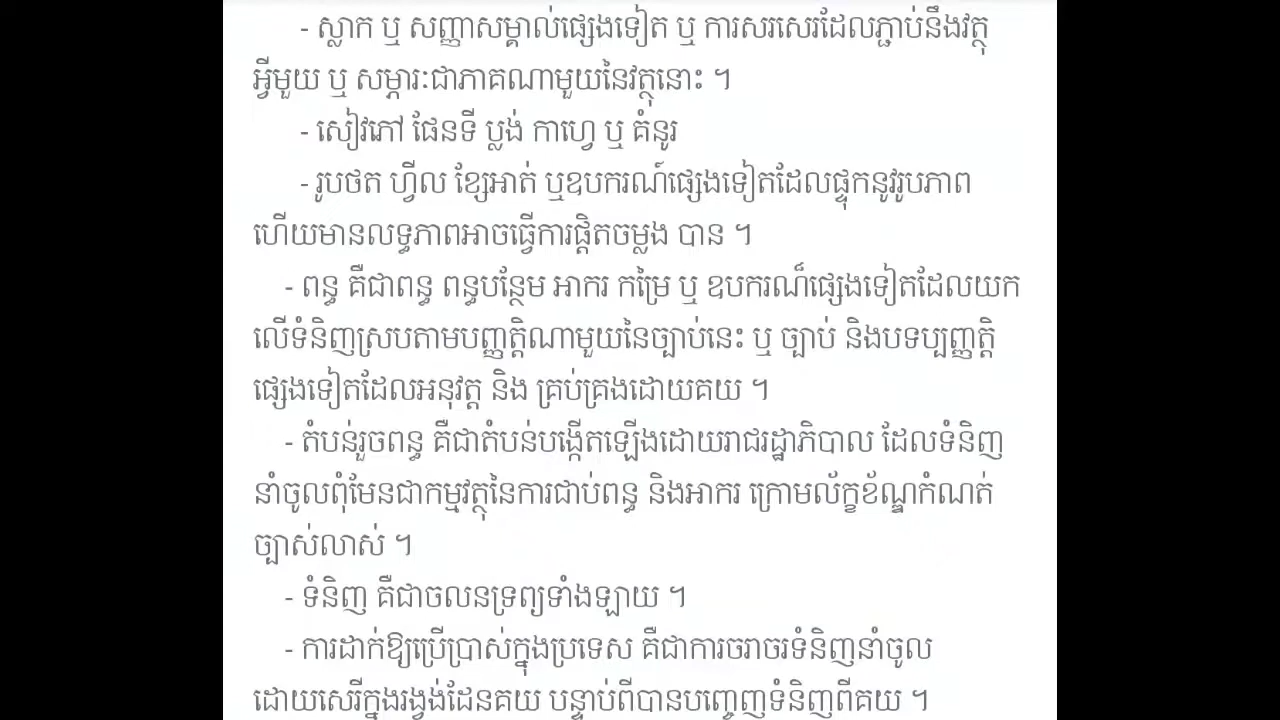 - ស្លាក ឬ សញ្ញាសម្គាល់ផ្សេងទៀត ឬ ការសរសេរដែលភ្ជាប់នឹងវត្ថុ
អ្វីមួយ ឬ សម្ភារៈជាភាគណាមួយនៃវត្ថុនោះ ។
- សៀវភៅ ផែនទី ប្លង់ កាហ្វេ ឬ គំនូរ
- រូបថត ហ្វីល ខ្សែអាត់ ឬឧបករណ៍ផ្សេងទៀតដែលផ្ទុកនូវរូបភាព
ហើយមានលទ្ធភាពអាចធ្វើការផ្តិតចម្លង បាន ។
- ពន្ធ គឺជាពន្ធ ពន្ធបន្ថែម អាករ កម្រៃ ឬ ឧបករណ៏ផ្សេងទៀតដែលយក
លើទំនិញស្របតាមបញ្ញត្តិណាមួយនៃច្បាប់នេះ ឬ ច្បាប់ និងបទប្បញ្ញត្តិ
ផ្សេងទៀតដែលអនុវត្ត និង គ្រប់គ្រងដោយគយ ។
- តំបន់រួចពន្ធ គឺជាតំបន់បង្កើតឡើងដោយរាជរដ្ឋាភិបាល ដែលទំនិញ
នាំចូលពុំមែនជាកម្មវត្ថុនៃការជាប់ពន្ធ និងអាករ ក្រោមល័ក្ខខ័ណ្ឌកំណត់
ច្បាស់លាស់ ។
- ទំនិញ គឺជាចលនទ្រព្យទាំងឡាយ ។
- ការដាក់ឱ្យប្រើប្រាស់ក្នុងប្រទេស គឺជាការចរាចរទំនិញនាំចូល
ដោយសេរីក្នុងរង្វង់ដែនគយ បន្ទាប់ពីបានបញ្ចេញទំនិញពីគយ ។